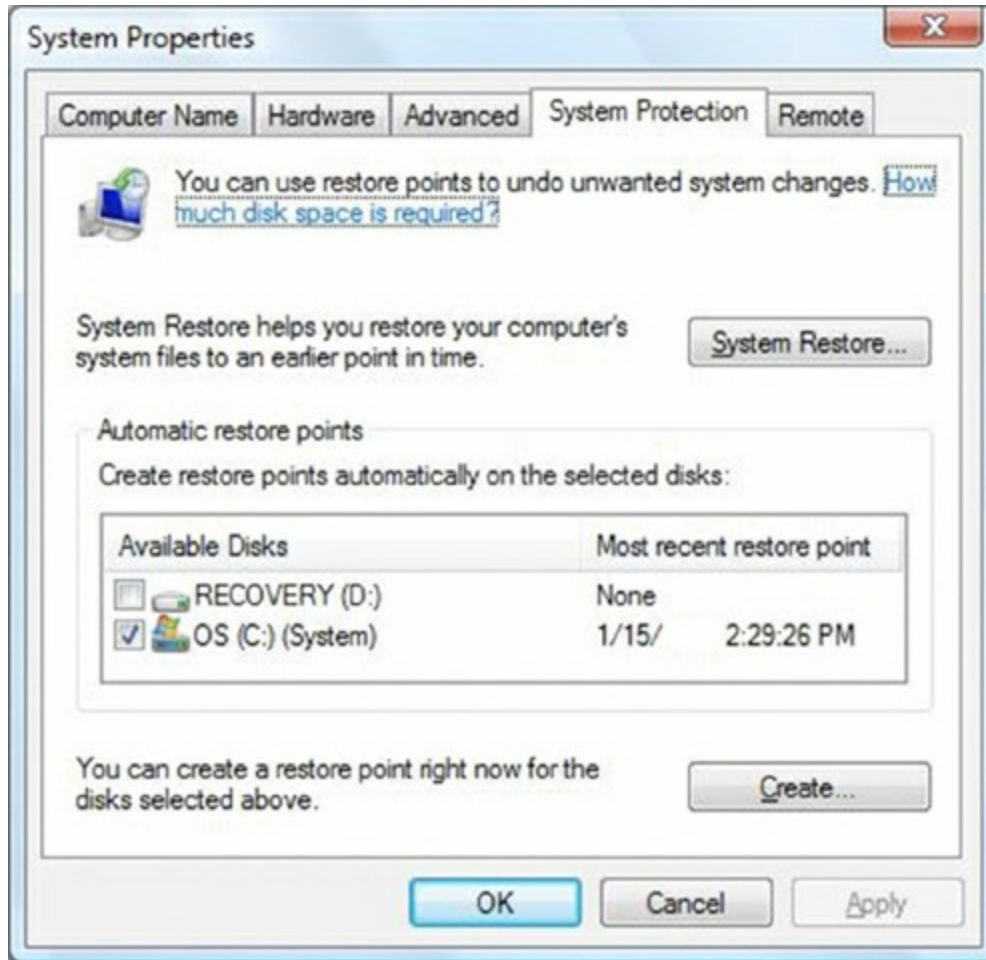 System Properties
Computer Name Hardware Advanced System Protection Remote
You can use restore points to undo unwanted system changes. How
much disk space is required?
System Restore helps you restore your computer's
system files to an earlier point in time.
System Restore...
Automatic restore points
Create restore points automatically on the selected disks:
Available Disks Most recent restore point
RECOVERY (D:) None
OS (C:) (System) 1/15/ 2:29:26 PM
You can create a restore point right now for the
disks selected above.
Create...
OK Cancel Apply